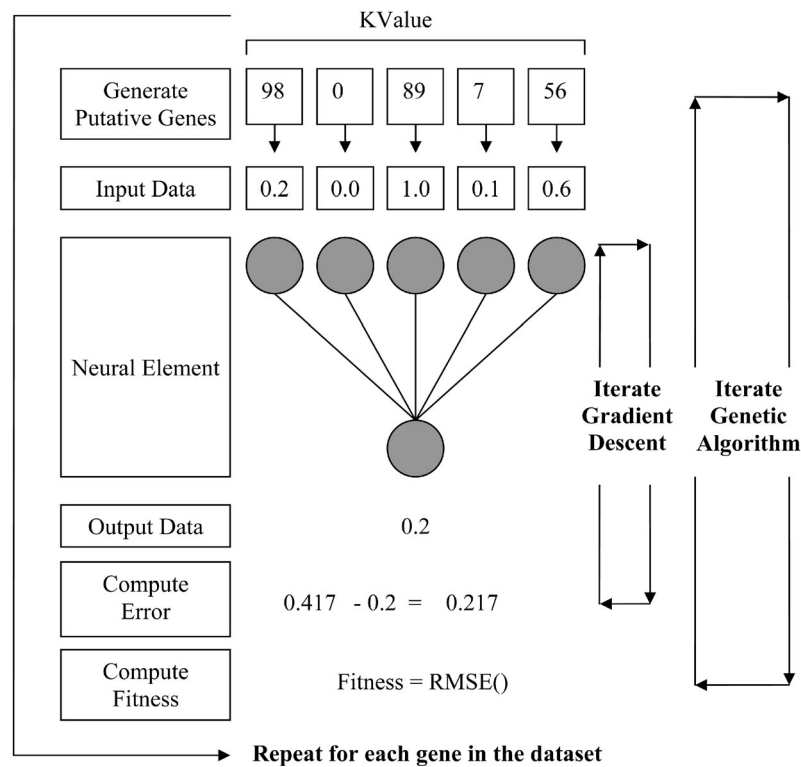 KValue
Generate
Putative Genes
98 0 89 7 56
Input Data
0.2 0.0 1.0 0.1 0.6
Neural Element
Iterate
Gradient
Descent
Iterate
Genetic
Algorithm
Output Data
0.2
Compute
Error
0.417 - 0.2 = 0.217
Compute
Fitness
Fitness = RMSE()
Repeat for each gene in the dataset